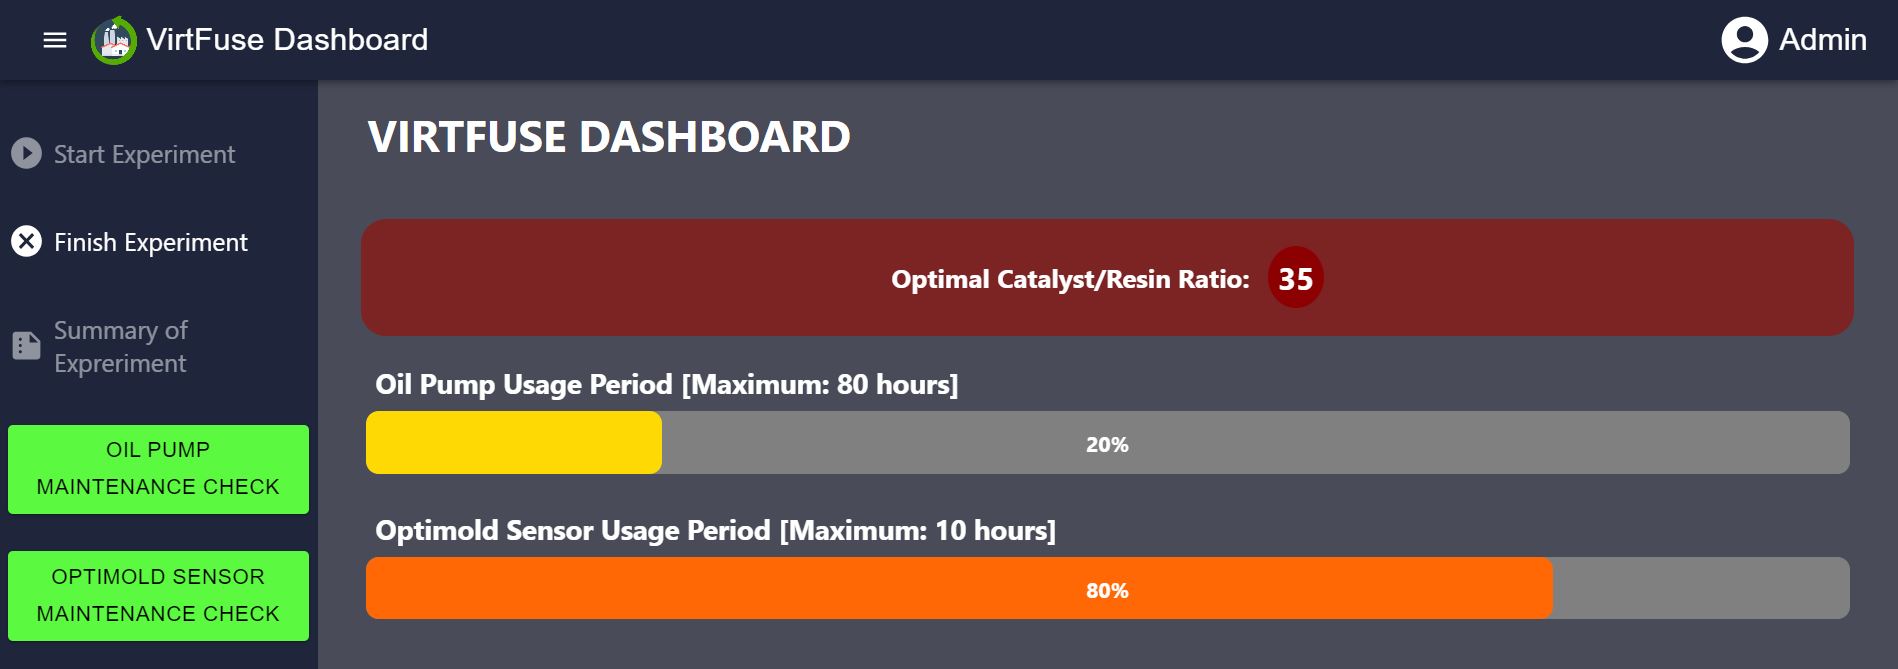 VirtFuse Dashboard
Admin
Start Experiment
Finish Experiment
Summary of
Expreriment
OIL PUMP
MAINTENANCE CHECK
OPTIMOLD SENSOR
MAINTENANCE CHECK
VIRTFUSE DASHBOARD
Optimal Catalyst/Resin Ratio: 35
Oil Pump Usage Period [Maximum: 80 hours]
20%
Optimold Sensor Usage Period [Maximum: 10 hours]
80%